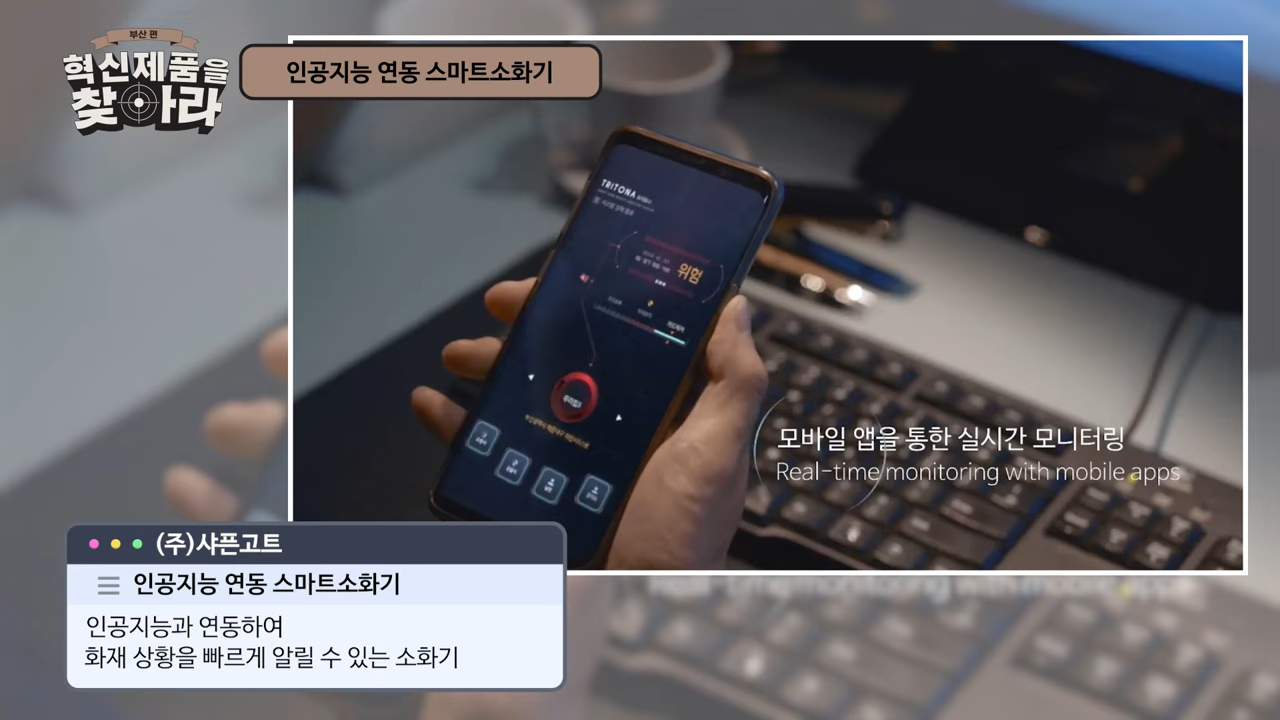 부산 편
혁신제품을
찾아라
인공지능 연동 스마트소화기
TRITONA
위험
우리집1
모바일 앱을 통한 실시간 모니터링
Real-time monitoring with mobile apps
(주)샤픈고트
인공지능 연동 스마트소화기
인공지능과 연동하여
화재 상황을 빠르게 알릴 수 있는 소화기